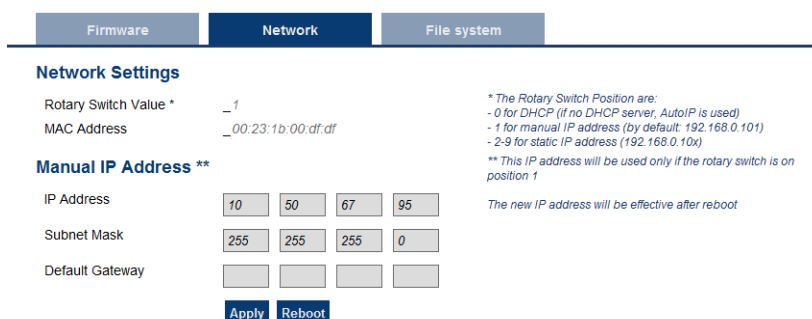 Firmware
Network
File system
Network Settings
Rotary Switch Value *
_1
MAC Address
_00:23:1b:00:df:df
* The Rotary Switch Position are:
- 0 for DHCP (if no DHCP server, AutoIP is used)
- 1 for manual IP address (by default: 192.168.0.101)
- 2-9 for static IP address (192.168.0.10x)
** This IP address will be used only if the rotary switch is on
position 1
The new IP address will be effective after reboot
Manual IP Address **
IP Address
10 50 67 95
Subnet Mask
255 255 255 0
Default Gateway
Apply
Reboot